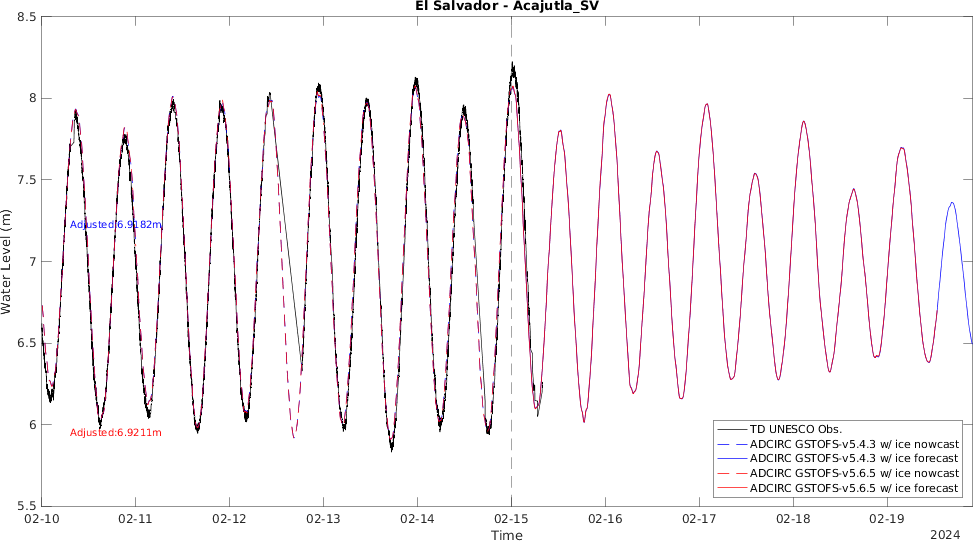 El Salvador - Acajutla_SV
8.5
8
7.5
7
6.5
6
5.5
Water Level (m)
Adjusted:6.9182m
Adjusted:6.9211m
TD UNESCO Obs.
ADCIRC GSTOFS-v5.4.3 w/ ice nowcast
ADCIRC GSTOFS-v5.4.3 w/ ice forecast
ADCIRC GSTOFS-v5.6.5 w/ ice nowcast
ADCIRC GSTOFS-v5.6.5 w/ ice forecast
02-10 02-11 02-12 02-13 02-14 02-15 02-16 02-17 02-18 02-19
Time
2024